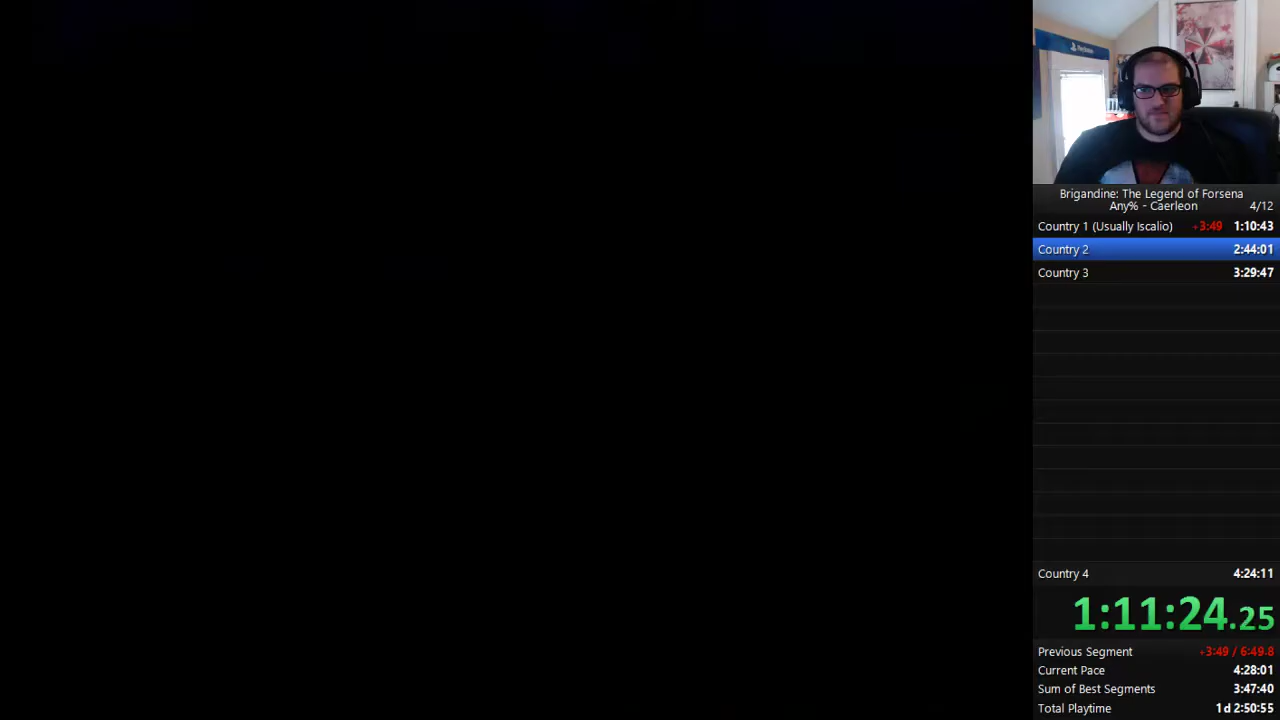 PlayStation
Brigandine: The Legend of Forsena
Any% - Caerleon 4/12
Country 1 (Usually Iscalio) +3:49 1:10:43
Country 2 2:44:01
Country 3 3:29:47
Country 4 4:24:11
1:11:24.25
Previous Segment +3:49 / 6:49.8
Current Pace 4:28:01
Sum of Best Segments 3:47:40
Total Playtime 1 d 2:50:55